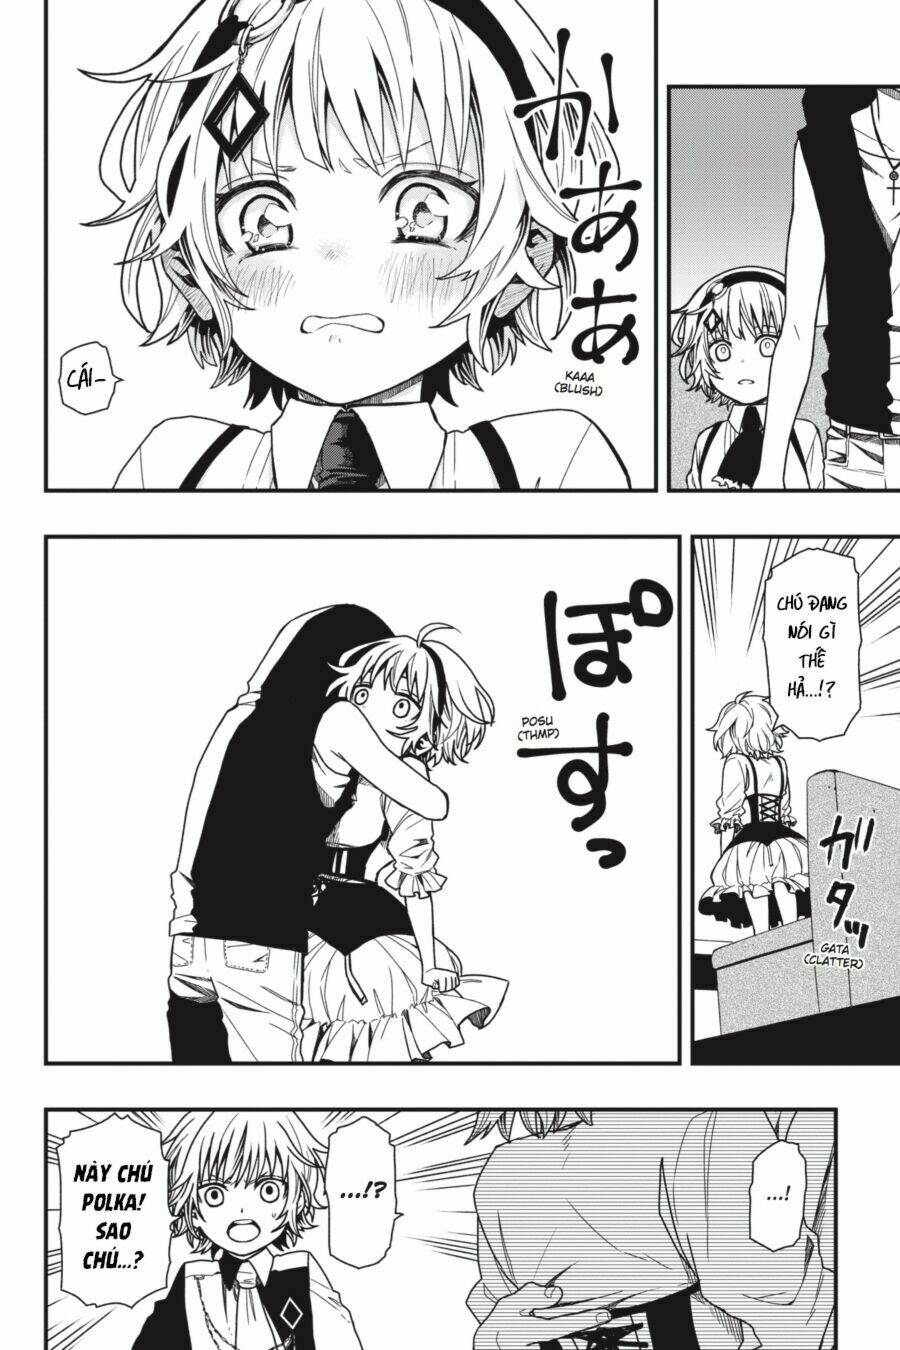 かあああ
KAAA
(BLUSH)
CÁI-
CHÚ ĐANG
NÓI GÌ
THẾ
HẢ...!?
ガタッ
GATA
(CLATTER)
ぽすっ
POSU
(THMP)
...!
...!?
NÀY CHÚ
POLKA!
SAO
CHÚ...?